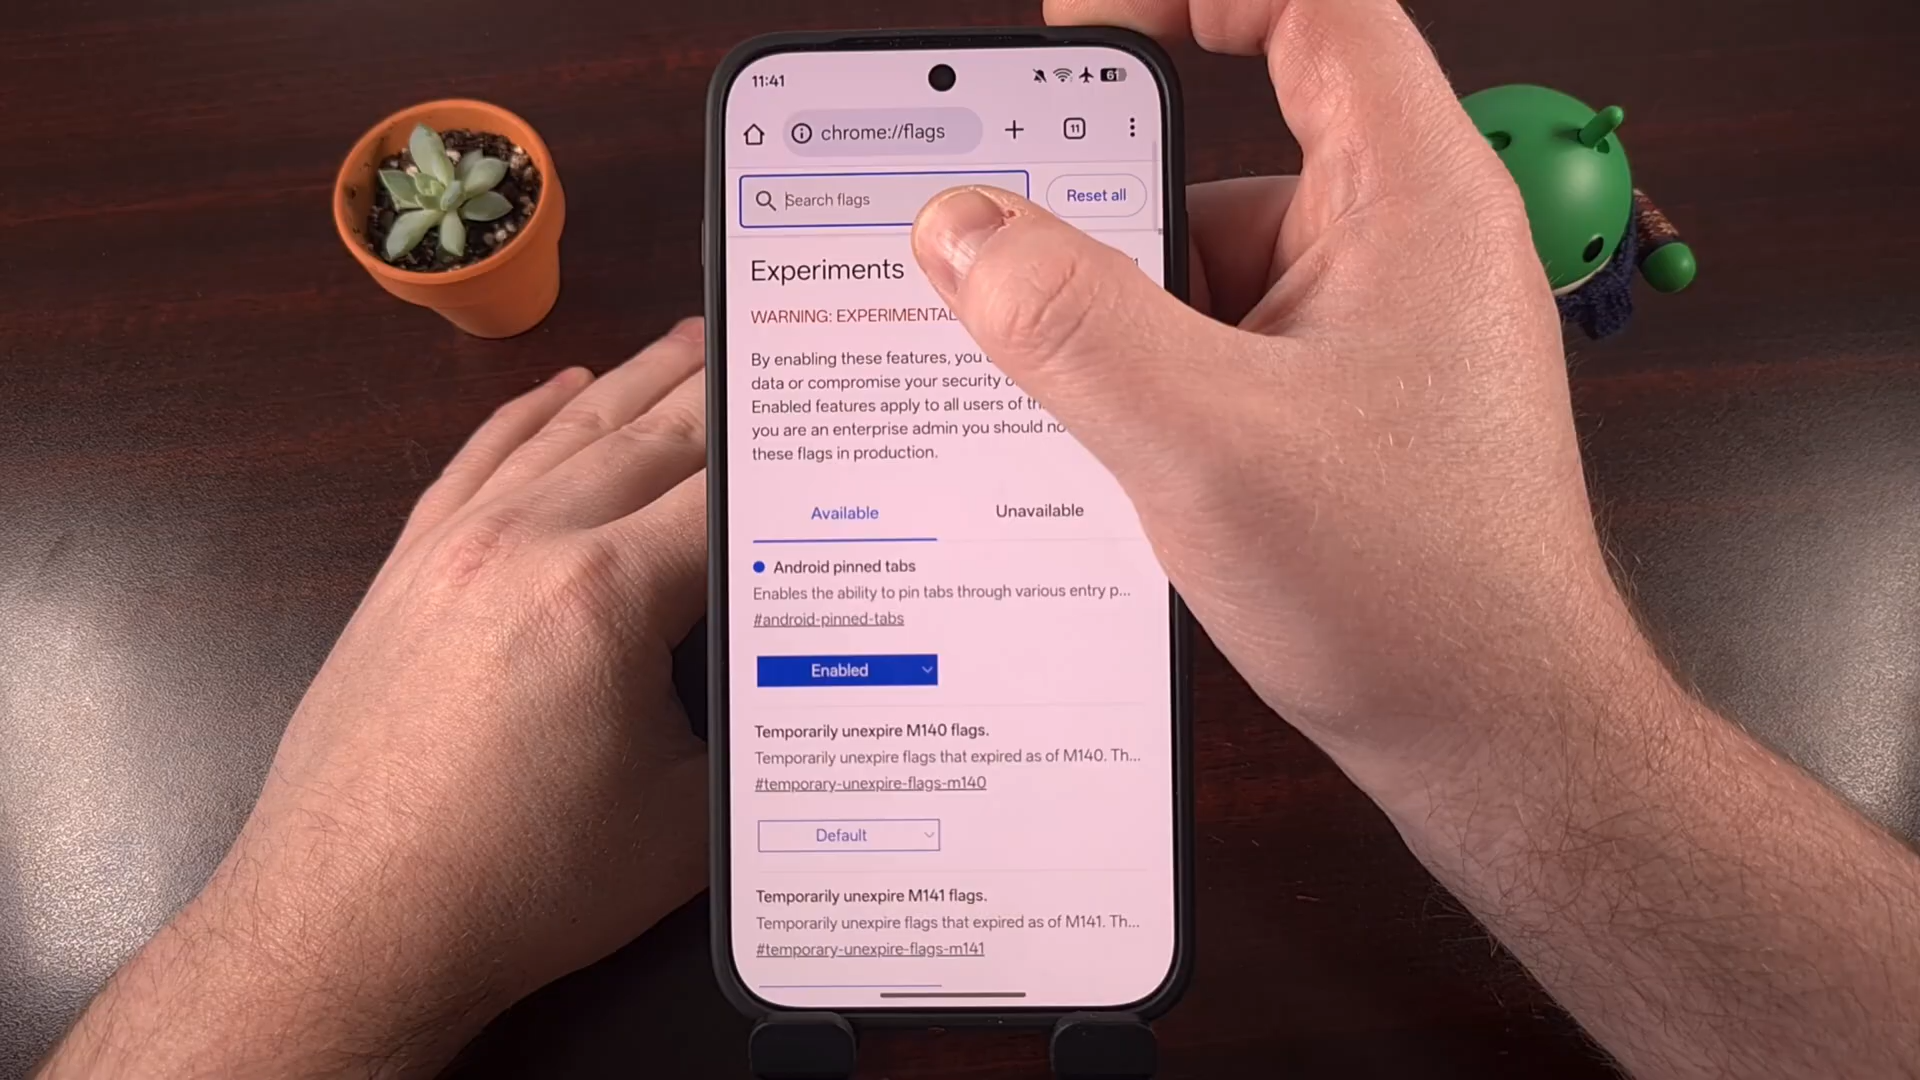 11:41
61
chrome://flags
11
Search flags
Reset all
Experiments
WARNING: EXPERIMENTAL
By enabling these features, you
data or compromise your security
Enabled features apply to all users of
you are an enterprise admin you should
these flags in production.
Available
Unavailable
Android pinned tabs
Enables the ability to pin tabs through various entry p...
#android-pinned-tabs
Enabled
Temporarily unexpire M140 flags.
Temporarily unexpire flags that expired as of M140. Th...
#temporary-unexpire-flags-m140
Default
Temporarily unexpire M141 flags.
Temporarily unexpire flags that expired as of M141. Th...
#temporary-unexpire-flags-m141